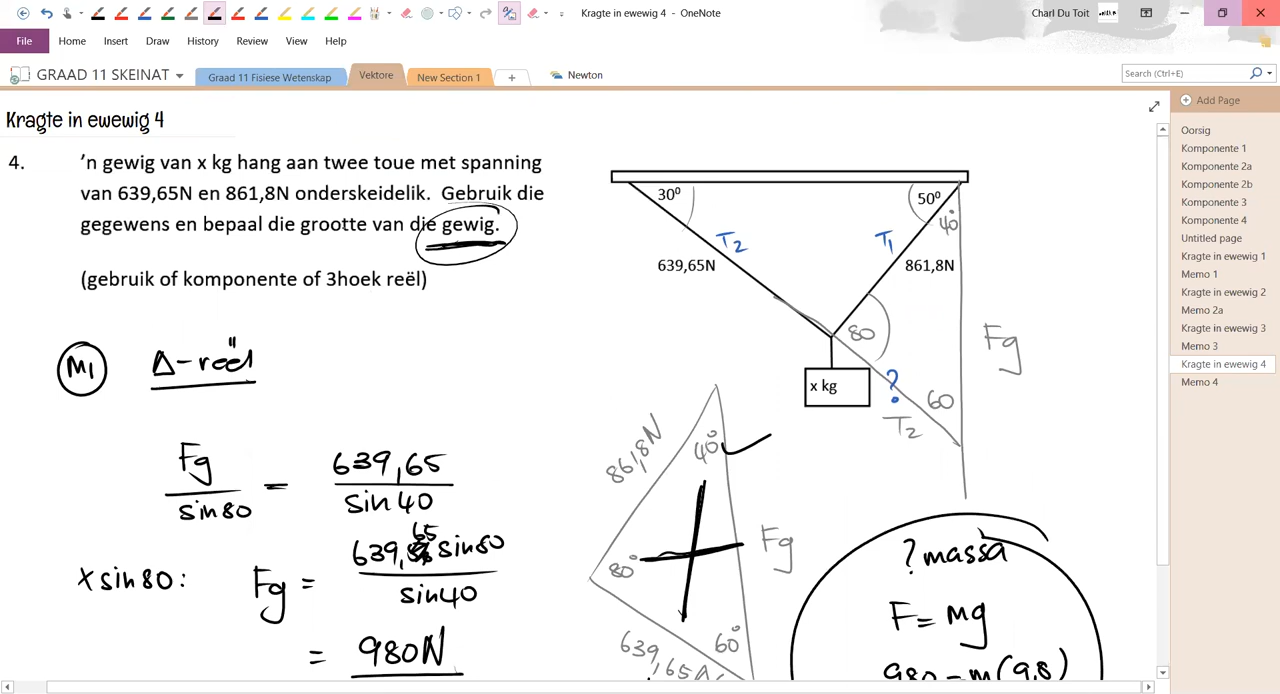 Kragte in ewewig 4 - OneNote
Charl Du Toit
File Home Insert Draw History Review View Help
GRAAD 11 SKEINAT
Graad 11 Fisiese Wetenskap
Vektore
New Section 1
+
Newton
Search (Ctrl+E)
Kragte in ewewig 4
4. 'n gewig van x kg hang aan twee toue met spanning
van 639,65N en 861,8N onderskeidelik. Gebruik die
gegewens en bepaal die grootte van die gewig.
(gebruik of komponente of 3hoek reël)
M1 Δ-reël
Fg / sin80 = 639,65 / sin40
x sin80: Fg = 639,65 sin80 / sin40
= 980N
30⁰
50⁰
40°
T2
T1
639,65N
861,8N
80
Fg
x kg
?
60
T2
861,8N
40°
80°
Fg
60°
639,65N
? massa
F = mg
980 = m(9,8)
Add Page
Oorsig
Komponente 1
Komponente 2a
Komponente 2b
Komponente 3
Komponente 4
Untitled page
Kragte in ewewig 1
Memo 1
Kragte in ewewig 2
Memo 2a
Kragte in ewewig 3
Memo 3
Kragte in ewewig 4
Memo 4